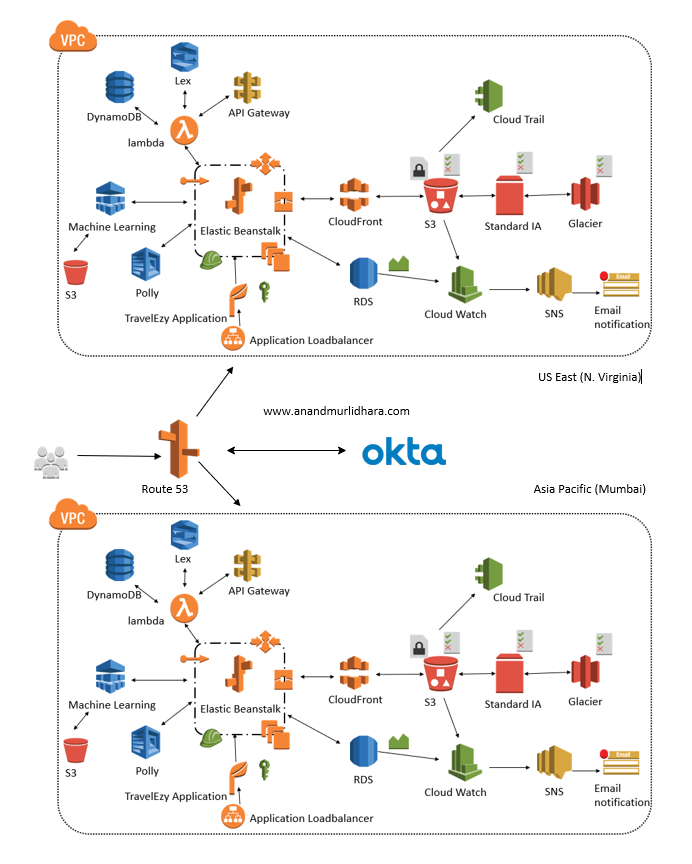 VPC
Lex
DynamoDB
API Gateway
lambda
Cloud Trail
Machine Learning
Elastic Beanstalk
CloudFront
S3
Standard IA
Glacier
S3
Polly
RDS
Cloud Watch
SNS
Email
Email
notification
TravelEzy Application
Application Loadbalancer
US East (N. Virginia)
www.anandmurlidhara.com
okta
Route 53
Asia Pacific (Mumbai)
VPC
Lex
DynamoDB
API Gateway
lambda
Cloud Trail
Machine Learning
Elastic Beanstalk
CloudFront
S3
Standard IA
Glacier
S3
Polly
RDS
Cloud Watch
SNS
Email
Email
notification
TravelEzy Application
Application Loadbalancer